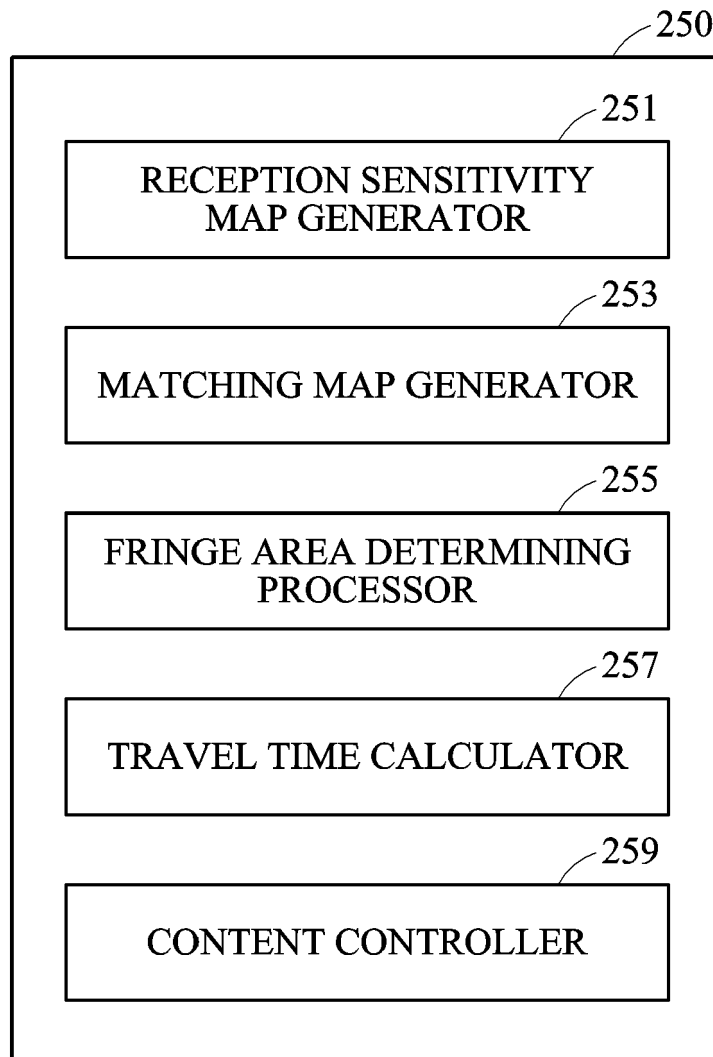 250
251
RECEPTION SENSITIVITY
MAP GENERATOR
253
MATCHING MAP GENERATOR
255
FRINGE AREA DETERMINING
PROCESSOR
257
TRAVEL TIME CALCULATOR
259
CONTENT CONTROLLER